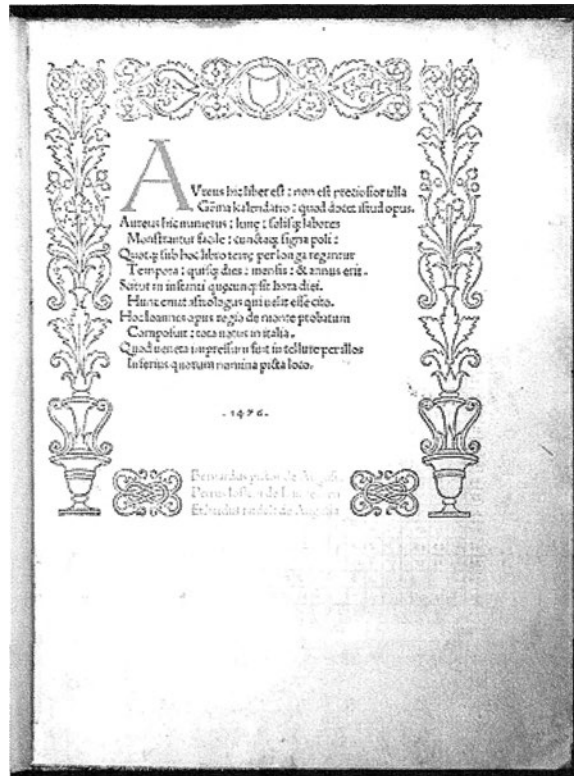 AVreus hic liber est : non est preciosior ulla
Gēma kalendario : quod docet istud opus.
Aureus hic numerus ; lunę ; solisq̨ labores
Monstrantur facile : cunctaq̨ signa poli :
Quotq̨ sub hoc libro terrę per longa regantur
Tempora : quisq̨ dies : mensis : & annus erit .
Scitur in instanti quęcunq̨ sit hora diei.
Hunc emat astrologus qui uelit esse cito.
Hoc Ioannes opus regio de monte probatum
Composuit : tota notus in italia .
Quod ueneta impressum fuit in tellure per illos
Inferius quorum nomina picta loco.
. 1476 .
Bernardus pictor de Augusta
Petrus loslein de Langencen
Erhardus ratdolt de Augusta